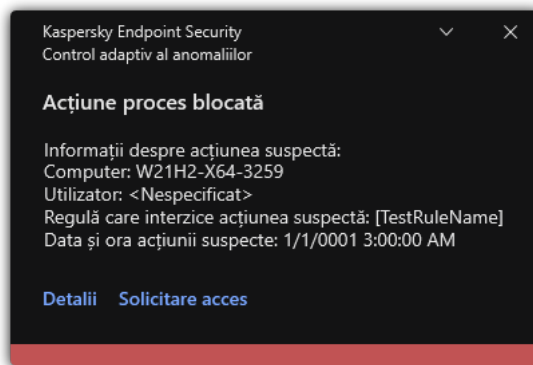 Kaspersky Endpoint Security
Control adaptiv al anomaliilor
Acțiune proces blocată
Informații despre acțiunea suspectă:
Computer: W21H2-X64-3259
Utilizator: <Nespecificat>
Regulă care interzice acțiunea suspectă: [TestRuleName]
Data și ora acțiunii suspecte: 1/1/0001 3:00:00 AM
Detalii Solicitare acces